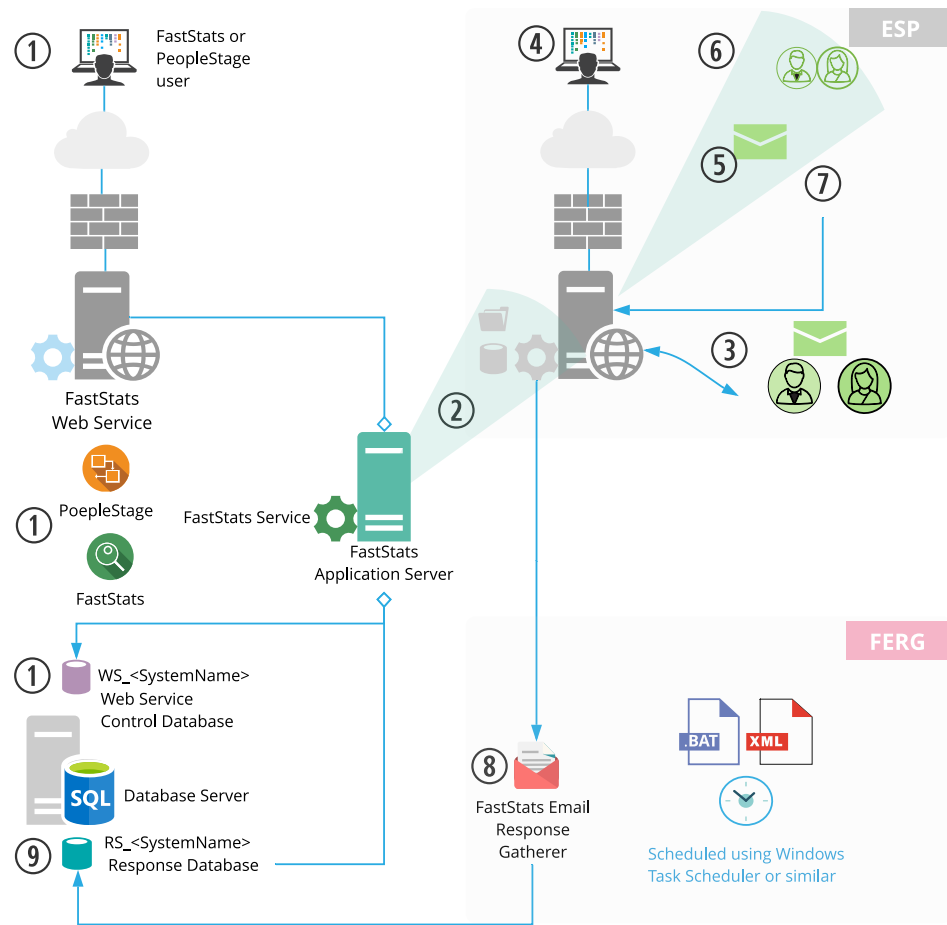 1
FastStats or
PeopleStage
user
4
6
ESP
5
7
3
2
FastStats
Web Service
PoepleStage
1
FastStats
FastStats Service
FastStats
Application Server
1
WS_<SystemName>
Web Service
Control Database
SQL
Database Server
9
RS_<SystemName>
Response Database
FERG
.BAT
XML
8
FastStats Email
Response
Gatherer
Scheduled using Windows
Task Scheduler or similar